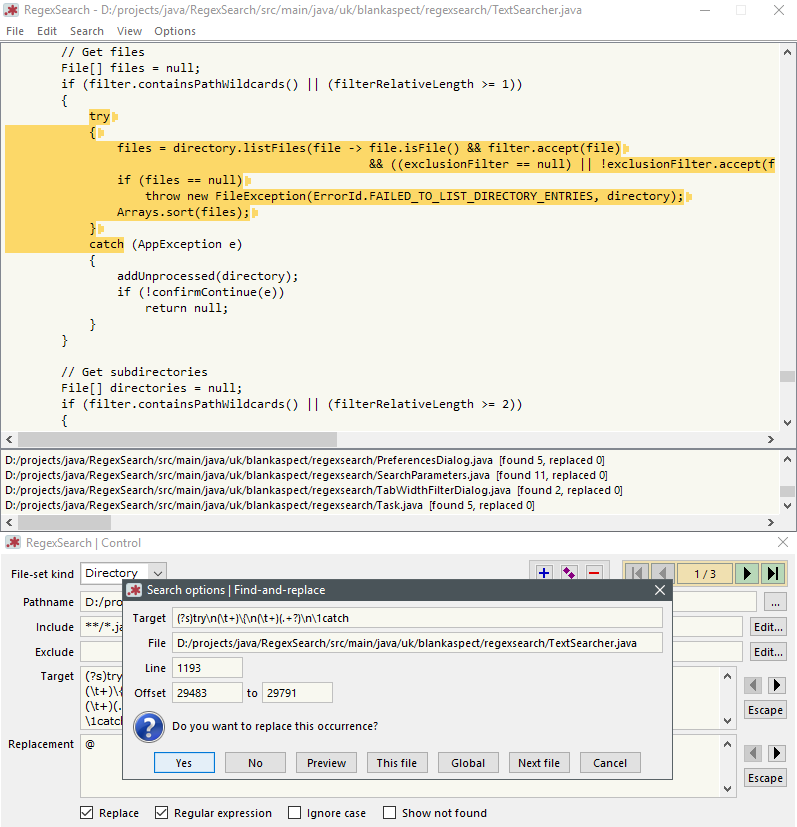 RegexSearch - D:/projects/java/RegexSearch/src/main/java/uk/blankaspect/regexsearch/TextSearcher.java
File Edit Search View Options
// Get files
File[] files = null;
if (filter.containsPathWildcards() || (filterRelativeLength >= 1))
{
try
{
files = directory.listFiles(file -> file.isFile() && filter.accept(file)
&& ((exclusionFilter == null) || !exclusionFilter.accept(f
if (files == null)
throw new FileException(ErrorId.FAILED_TO_LIST_DIRECTORY_ENTRIES, directory);
Arrays.sort(files);
}
catch (AppException e)
{
addUnprocessed(directory);
if (!confirmContinue(e))
return null;
}
}
// Get subdirectories
File[] directories = null;
if (filter.containsPathWildcards() || (filterRelativeLength >= 2))
{
D:/projects/java/RegexSearch/src/main/java/uk/blankaspect/regexsearch/PreferencesDialog.java [found 5, replaced 0]
D:/projects/java/RegexSearch/src/main/java/uk/blankaspect/regexsearch/SearchParameters.java [found 11, replaced 0]
D:/projects/java/RegexSearch/src/main/java/uk/blankaspect/regexsearch/TabWidthFilterDialog.java [found 2, replaced 0]
D:/projects/java/RegexSearch/src/main/java/uk/blankaspect/regexsearch/Task.java [found 5, replaced 0]
RegexSearch | Control
File-set kind Directory 1 / 3
Pathname D:/pro ...
Include **/*.ja Edit...
Exclude Edit...
Target (?s)try
(\t+)\{
(\t+)(.
\1catch
Escape
Replacement @
Escape
Replace Regular expression Ignore case Show not found
Search options | Find-and-replace
Target (?s)try\n(\t+)\{\n(\t+)(.+?)\n\1catch
File D:/projects/java/RegexSearch/src/main/java/uk/blankaspect/regexsearch/TextSearcher.java
Line 1193
Offset 29483 to 29791
Do you want to replace this occurrence?
Yes No Preview This file Global Next file Cancel